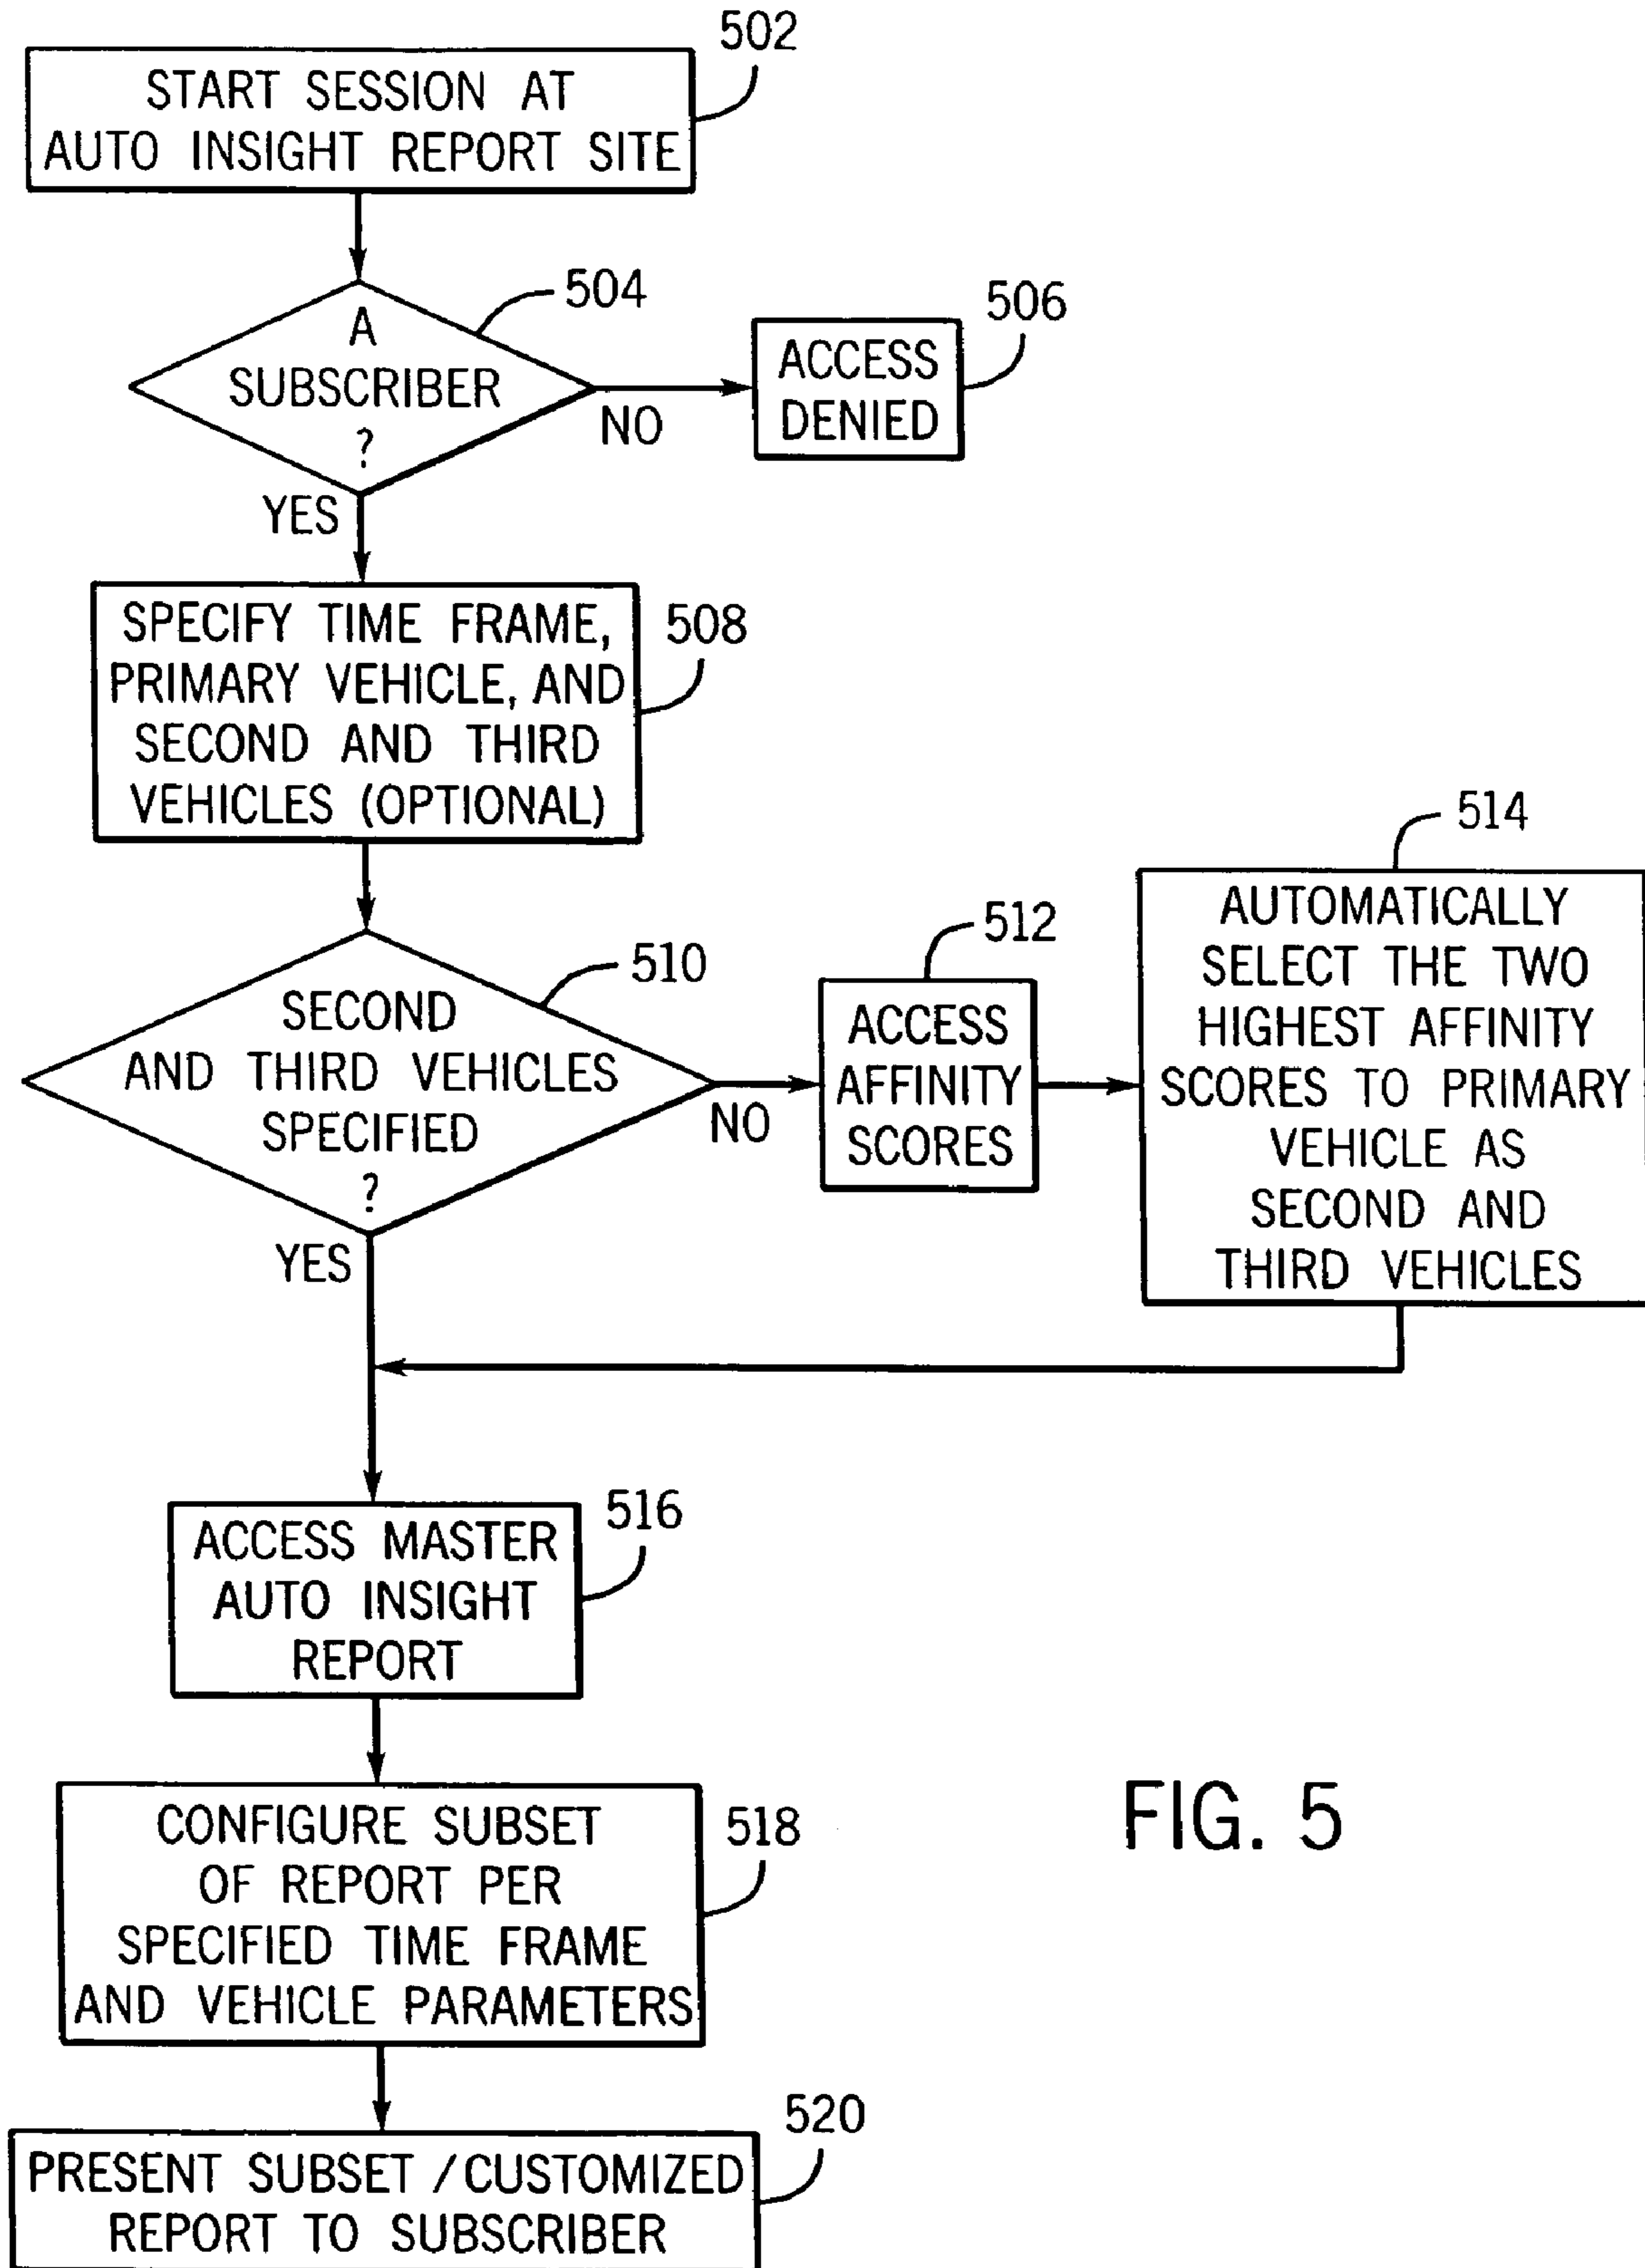 502
START SESSION AT
AUTO INSIGHT REPORT SITE
504
A
SUBSCRIBER
?
NO
506
ACCESS
DENIED
YES
508
SPECIFY TIME FRAME,
PRIMARY VEHICLE, AND
SECOND AND THIRD
VEHICLES (OPTIONAL)
510
SECOND
AND THIRD VEHICLES
SPECIFIED
?
NO
512
ACCESS
AFFINITY
SCORES
514
AUTOMATICALLY
SELECT THE TWO
HIGHEST AFFINITY
SCORES TO PRIMARY
VEHICLE AS
SECOND AND
THIRD VEHICLES
YES
516
ACCESS MASTER
AUTO INSIGHT
REPORT
518
CONFIGURE SUBSET
OF REPORT PER
SPECIFIED TIME FRAME
AND VEHICLE PARAMETERS
FIG. 5
520
PRESENT SUBSET / CUSTOMIZED
REPORT TO SUBSCRIBER